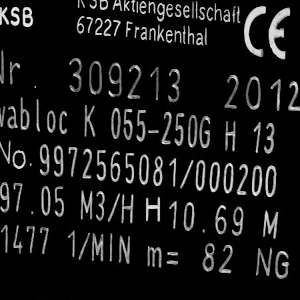 KSB KSB Aktiengesellschaft CE
67227 Frankenthal
Nr. 309213 2012
wabloc K 055-250G H 13
No. 9972565081/000200
97.05 M3/H H 10.69 M
1477 1/MIN m= 82 NG